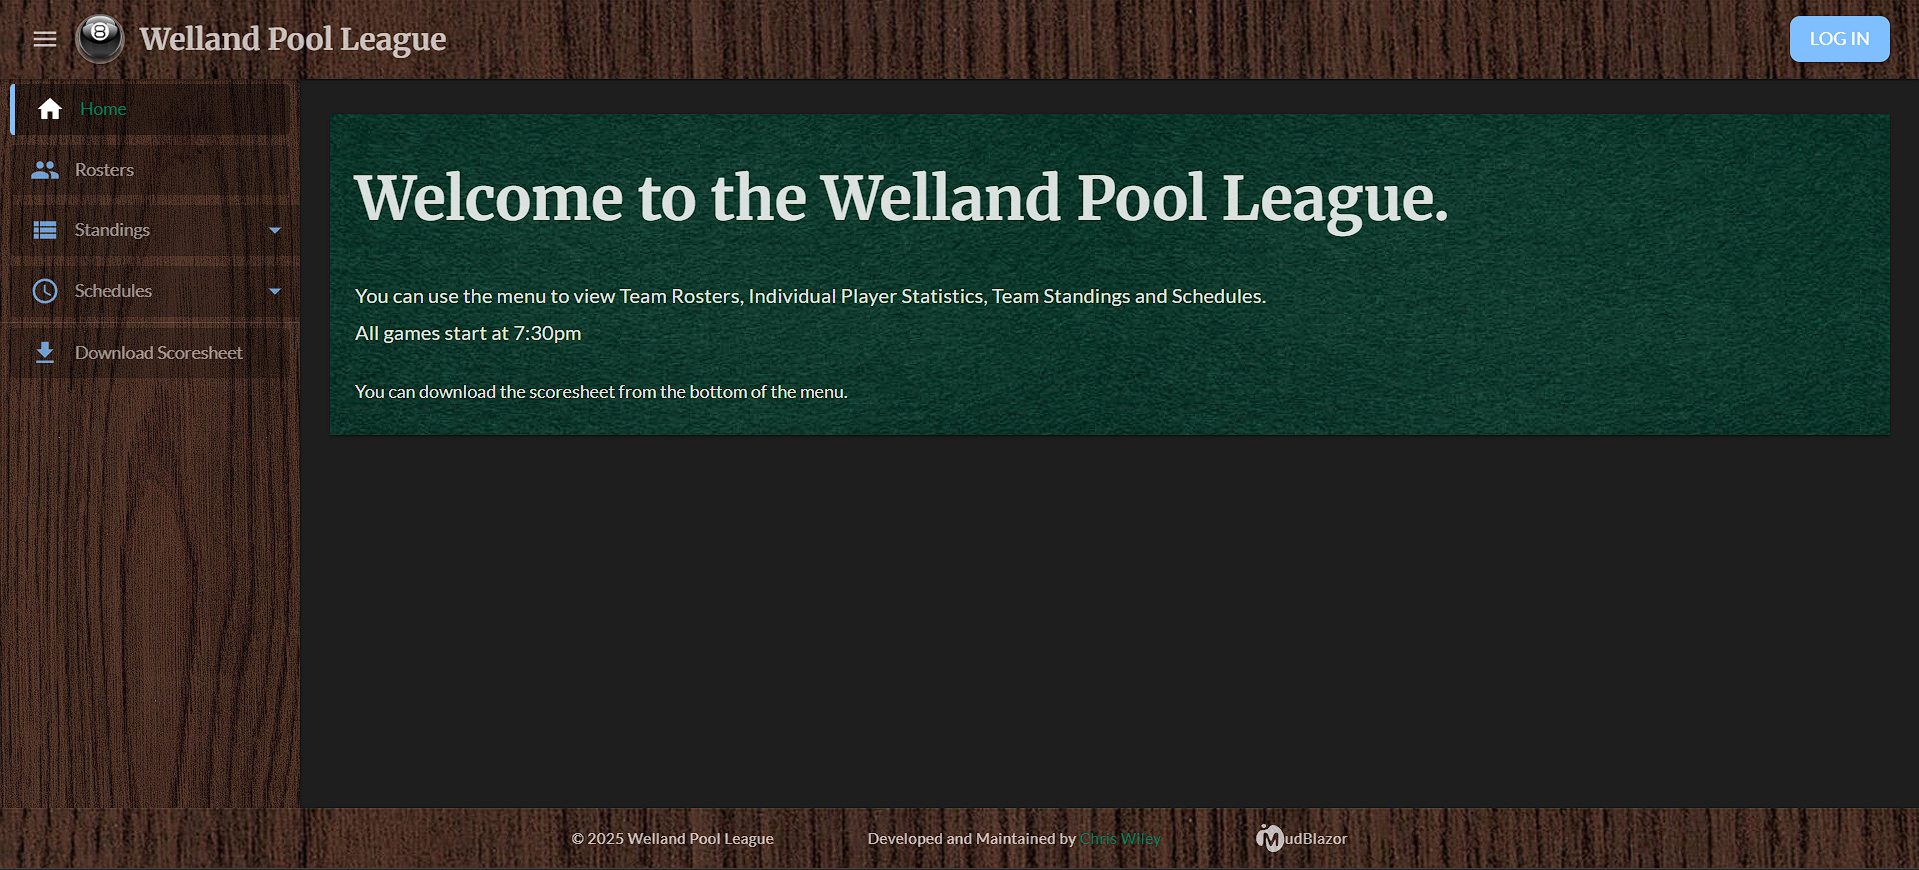 Welland Pool League
LOG IN
Home
Rosters
Standings
Schedules
Download Scoresheet
Welcome to the Welland Pool League.
You can use the menu to view Team Rosters, Individual Player Statistics, Team Standings and Schedules.
All games start at 7:30pm
You can download the scoresheet from the bottom of the menu.
© 2025 Welland Pool League
Developed and Maintained by Chris Wiley
MudBlazor
8